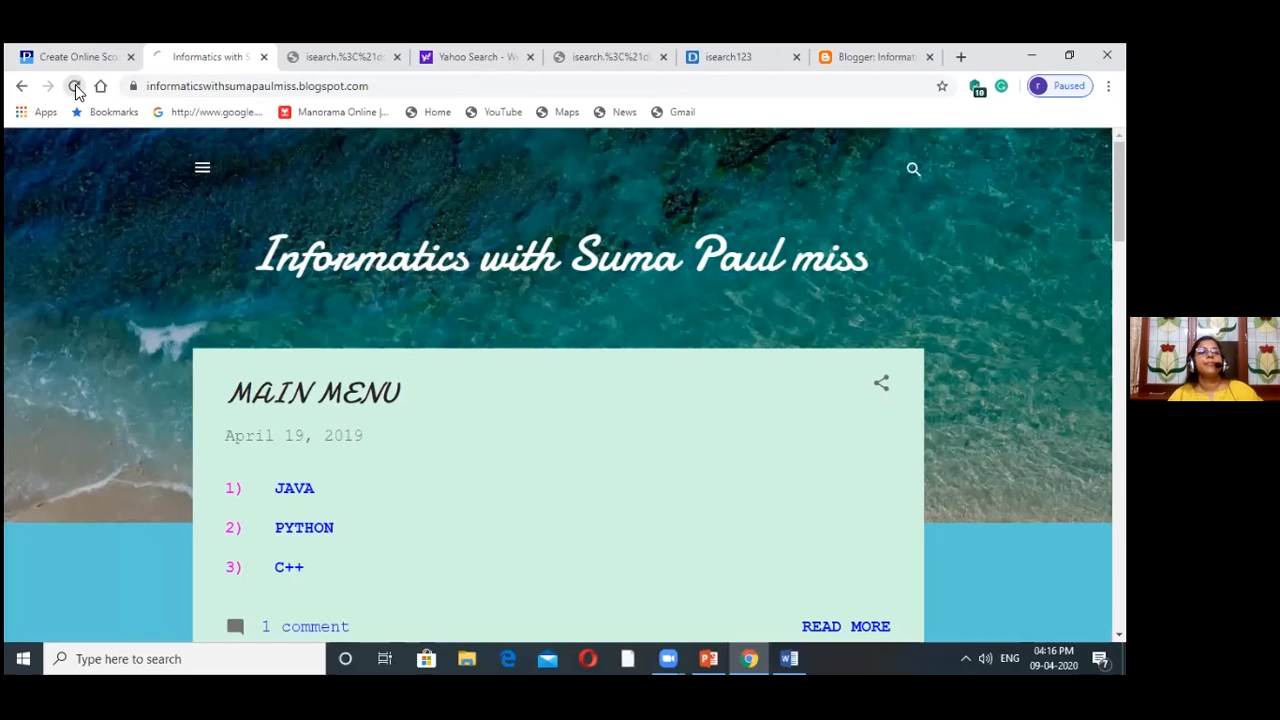 Create Online Sco
Informatics with S
isearch.%3C%21d
Yahoo Search - W
isearch.%3C%21d
isearch123
Blogger: Informat
informaticswithsumapaulmiss.blogspot.com
10
r Paused
Apps
Bookmarks
http://www.google....
Manorama Online |...
Home
YouTube
Maps
News
Gmail
Informatics with Suma Paul miss
MAIN MENU
April 19, 2019
1) JAVA
2) PYTHON
3) C++
1 comment
READ MORE
Type here to search
ENG
04:16 PM
09-04-2020
7